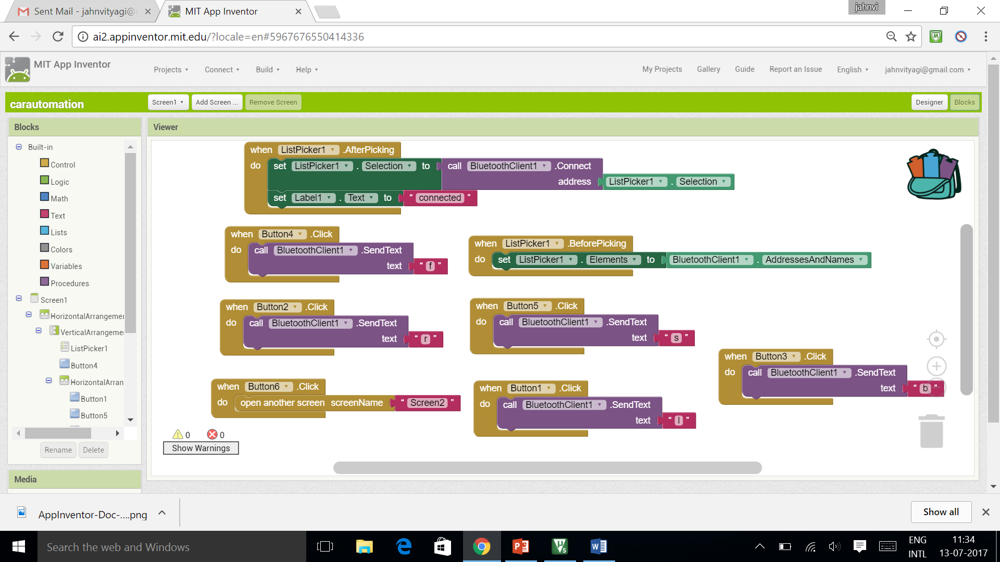 Sent Mail - jahnvityagi@
MIT App Inventor
jahnvi
ai2.appinventor.mit.edu/?locale=en#5967676550414336
MIT App Inventor
Projects
Connect
Build
Help
My Projects
Gallery
Guide
Report an Issue
English
jahnvityagi@gmail.com
carautomation
Screen1
Add Screen ...
Remove Screen
Designer
Blocks
Blocks
Built-in
Control
Logic
Math
Text
Lists
Colors
Variables
Procedures
Screen1
HorizontalArrangemer
VerticalArrangemer
ListPicker1
Button4
HorizontalArran
Button1
Button5
Rename
Delete
Media
Viewer
when ListPicker1 .AfterPicking
do set ListPicker1 . Selection to call BluetoothClient1 .Connect
address ListPicker1 . Selection
set Label1 . Text to " connected "
when Button4 .Click
do call BluetoothClient1 .SendText
text " f "
when ListPicker1 .BeforePicking
do set ListPicker1 . Elements to BluetoothClient1 . AddressesAndNames
when Button2 .Click
do call BluetoothClient1 .SendText
text " r "
when Button5 .Click
do call BluetoothClient1 .SendText
text " s "
when Button3 .Click
do call BluetoothClient1 .SendText
text " b "
when Button6 .Click
do open another screen screenName " Screen2 "
when Button1 .Click
do call BluetoothClient1 .SendText
text " l "
0 0
Show Warnings
AppInventor-Doc-....png
Show all
Search the web and Windows
ENG
INTL
11:34
13-07-2017